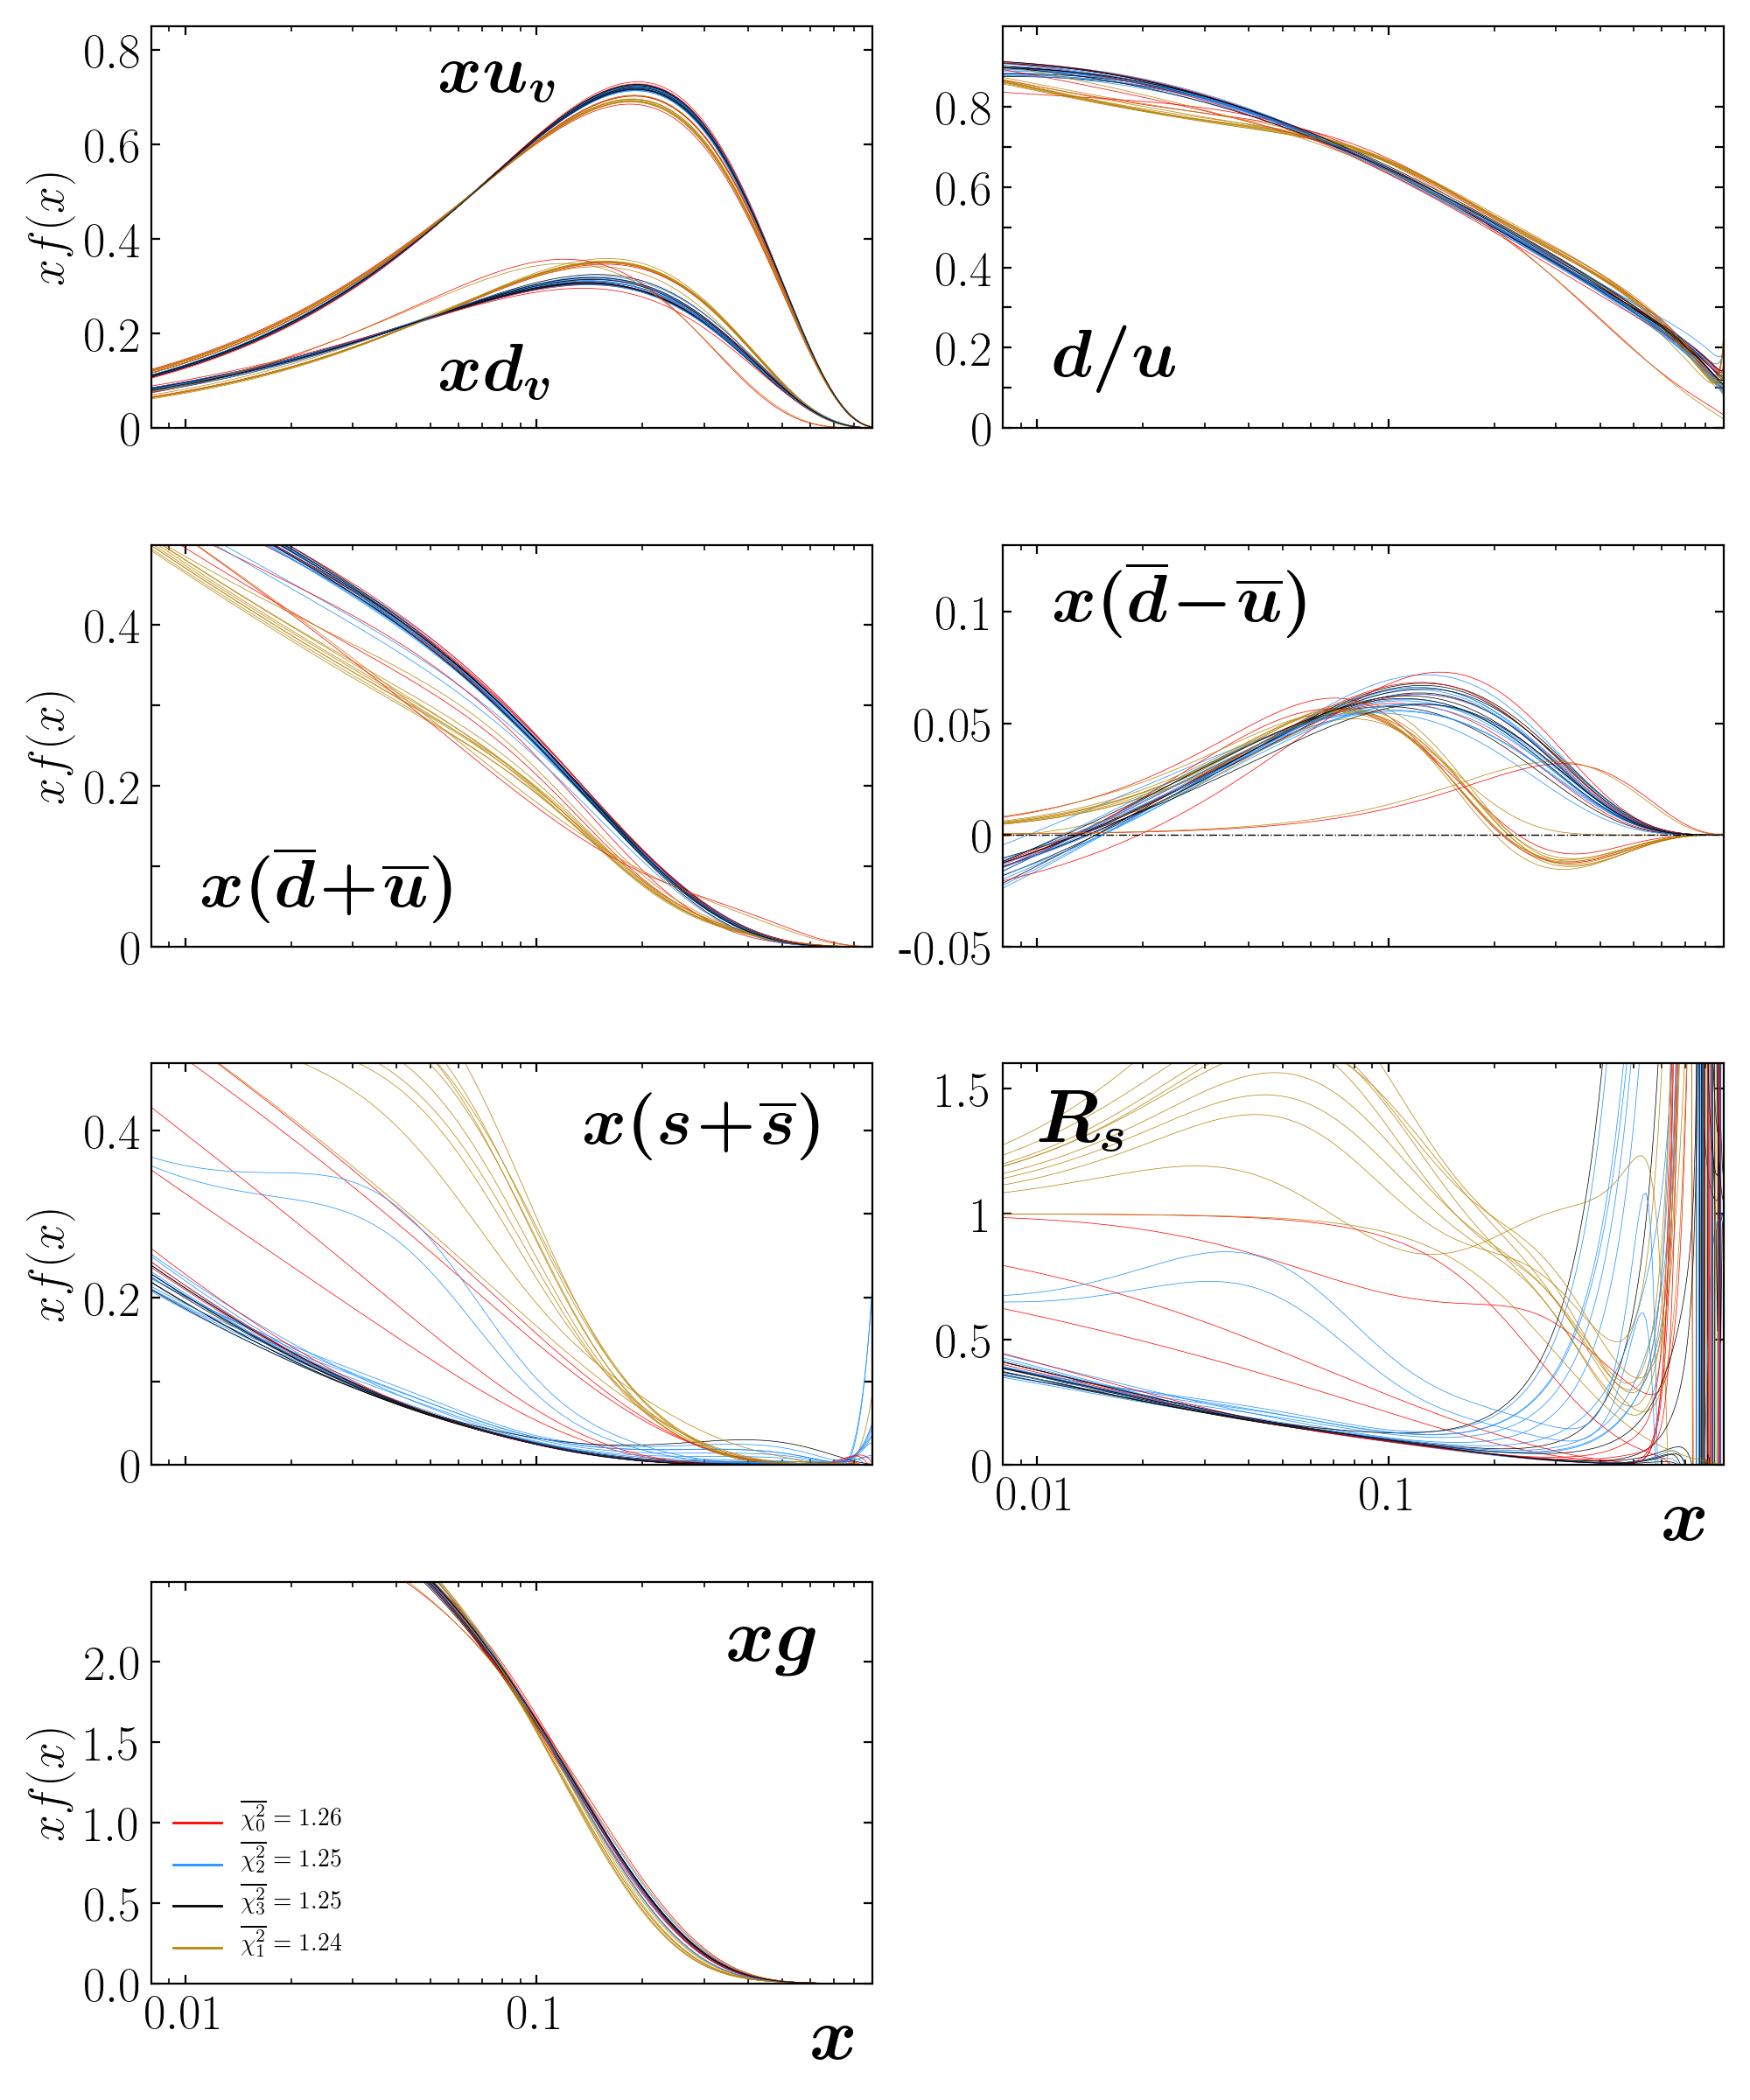 xu_v
xd_v
xf(x)
0.8
0.6
0.4
0.2
0
d/u
0.8
0.6
0.4
0.2
0
x(d̅+u̅)
xf(x)
0.4
0.2
0
x(d̅−u̅)
0.1
0.05
0
-0.05
x(s+s̅)
xf(x)
0.4
0.2
0
R_s
1.5
1
0.5
0
0.01
0.1
x
xg
xf(x)
2.0
1.5
1.0
0.5
0.0
χ̅₀² = 1.26
χ̅₂² = 1.25
χ̅₃² = 1.25
χ̅₁² = 1.24
0.01
0.1
x